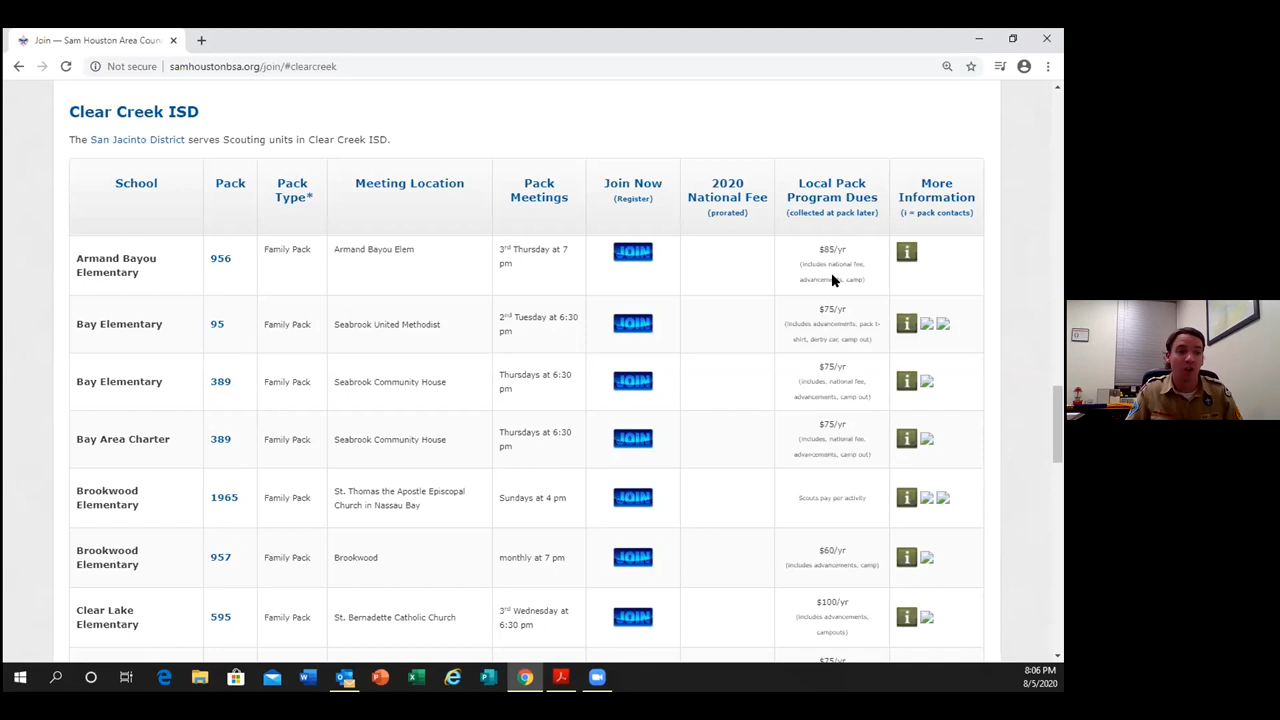 Join — Sam Houston Area Coun
Not secure | samhoustonbsa.org/join/#clearcreek
Clear Creek ISD
The San Jacinto District serves Scouting units in Clear Creek ISD.
School
Pack
Pack
Type*
Meeting Location
Pack
Meetings
Join Now
(Register)
2020
National Fee
(prorated)
Local Pack
Program Dues
(collected at pack later)
More
Information
(i = pack contacts)
Armand Bayou
Elementary
956
Family Pack
Armand Bayou Elem
3rd Thursday at 7
pm
JOIN
$85/yr
(includes national fee,
advancements, camp)
i
Bay Elementary
95
Family Pack
Seabrook United Methodist
2nd Tuesday at 6:30
pm
JOIN
$75/yr
(includes advancements, pack t-
shirt, derby car, camp out)
i
Bay Elementary
389
Family Pack
Seabrook Community House
Thursdays at 6:30
pm
JOIN
$75/yr
(includes, national fee,
advancements, camp out)
i
Bay Area Charter
389
Family Pack
Seabrook Community House
Thursdays at 6:30
pm
JOIN
$75/yr
(includes, national fee,
advancements, camp out)
i
Brookwood
Elementary
1965
Family Pack
St. Thomas the Apostle Episcopal
Church in Nassau Bay
Sundays at 4 pm
JOIN
Scouts pay per activity
i
Brookwood
Elementary
957
Family Pack
Brookwood
monthly at 7 pm
JOIN
$60/yr
(includes advancements, camp)
i
Clear Lake
Elementary
595
Family Pack
St. Bernadette Catholic Church
3rd Wednesday at
6:30 pm
JOIN
$100/yr
(includes advancements,
campouts)
i
$75/yr
8:06 PM
8/5/2020